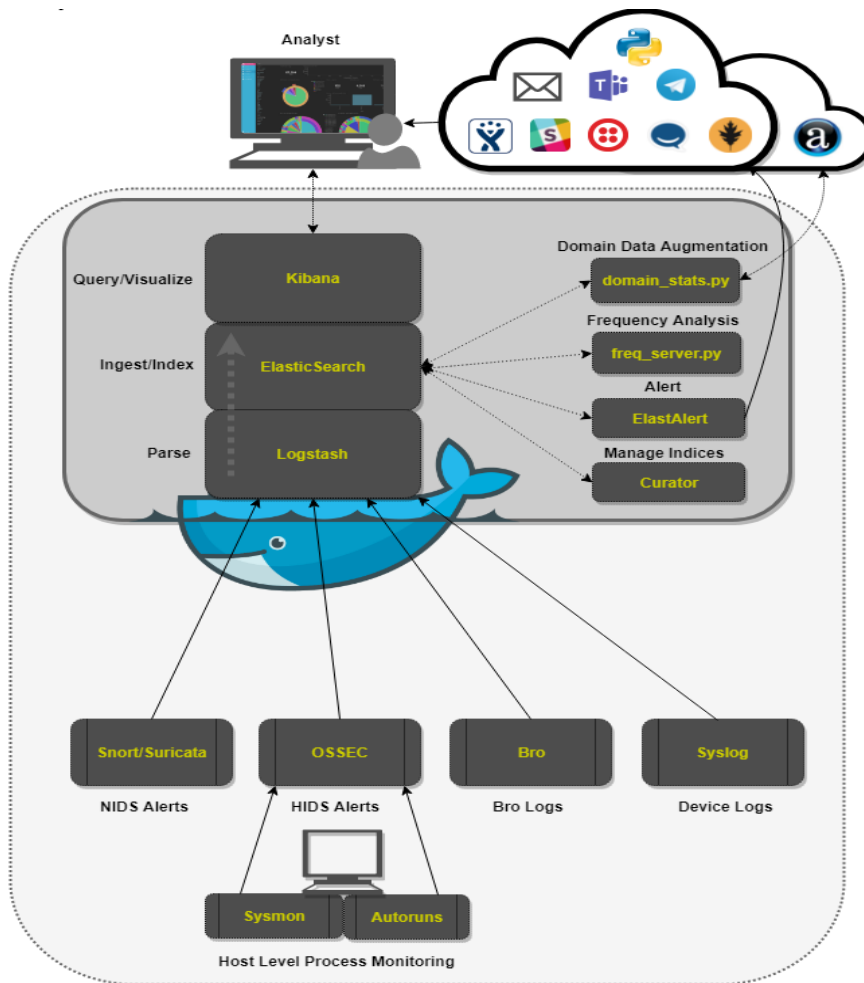 Analyst
T
S
a
Domain Data Augmentation
Query/Visualize
Kibana
domain_stats.py
Frequency Analysis
Ingest/Index
ElasticSearch
freq_server.py
Alert
ElastAlert
Parse
Logstash
Manage Indices
Curator
Snort/Suricata
OSSEC
Bro
Syslog
NIDS Alerts
HIDS Alerts
Bro Logs
Device Logs
Sysmon
Autoruns
Host Level Process Monitoring